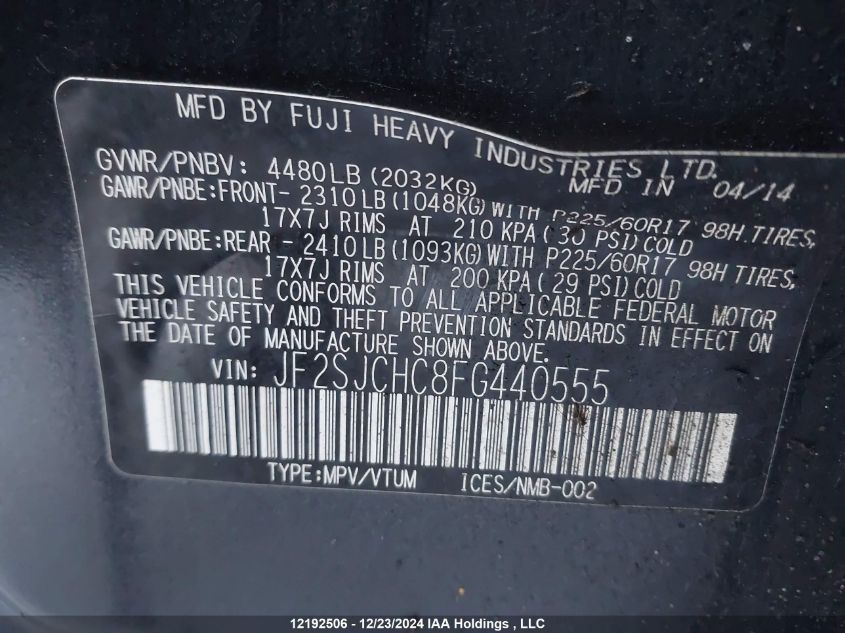 MFD BY FUJI HEAVY INDUSTRIES LTD.
GVWR/PNBV: 4480LB (2032KG) MFD IN 04/14
GAWR/PNBE:FRONT- 2310LB(1048KG)WITH P225/60R17 98H TIRES,
17X7J RIMS AT 210 KPA(30 PSI)COLD
GAWR/PNBE:REAR - 2410LB(1093KG)WITH P225/60R17 98H TIRES,
17X7J RIMS AT 200 KPA(29 PSI)COLD
THIS VEHICLE CONFORMS TO ALL APPLICABLE FEDERAL MOTOR
VEHICLE SAFETY AND THEFT PREVENTION STANDARDS IN EFFECT ON
THE DATE OF MANUFACTURE SHOWN ABOVE.
VIN: JF2SJCHC8FG440555
TYPE:MPV/VTUM ICES/NMB-002
12192506 - 12/23/2024 IAA Holdings , LLC